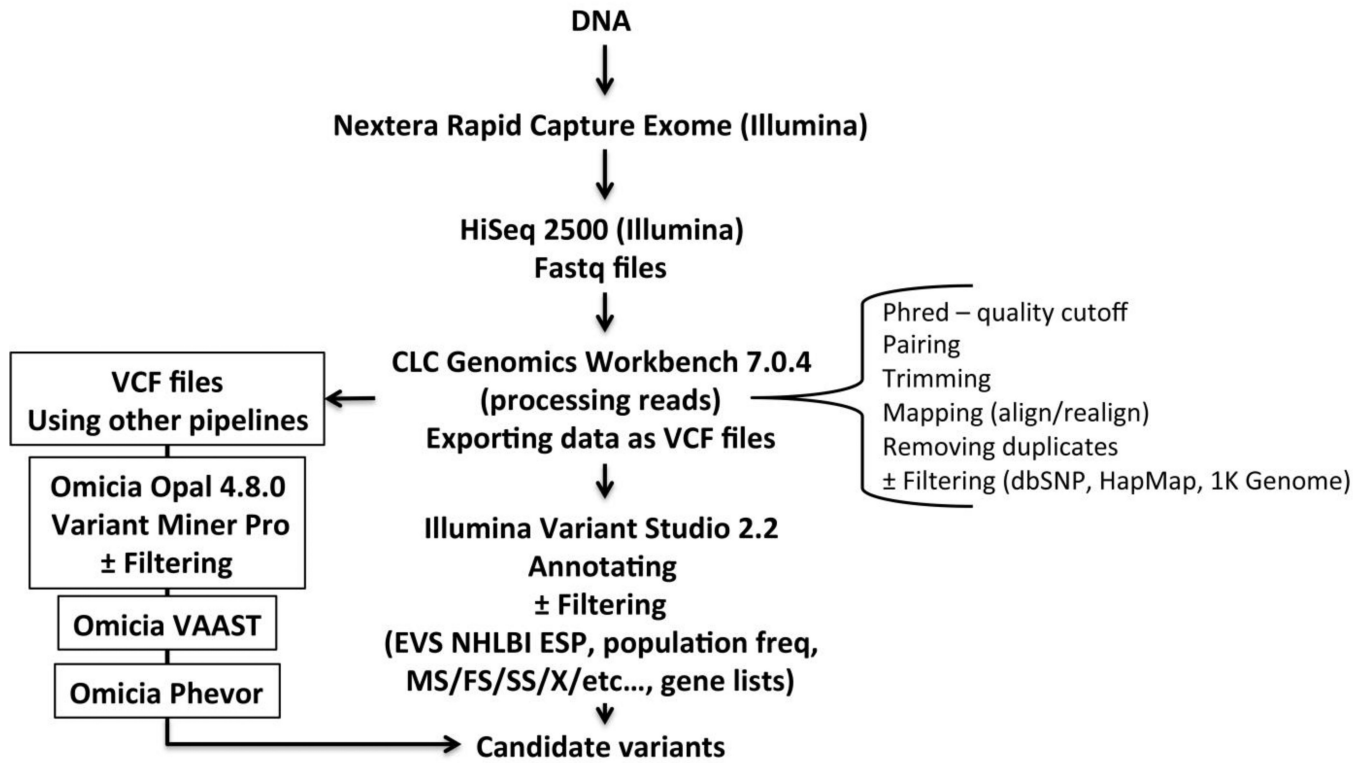 DNA
Nextera Rapid Capture Exome (Illumina)
HiSeq 2500 (Illumina)
Fastq files
CLC Genomics Workbench 7.0.4
(processing reads)
Exporting data as VCF files
Phred – quality cutoff
Pairing
Trimming
Mapping (align/realign)
Removing duplicates
± Filtering (dbSNP, HapMap, 1K Genome)
VCF files
Using other pipelines
Omicia Opal 4.8.0
Variant Miner Pro
± Filtering
Omicia VAAST
Omicia Phevor
Illumina Variant Studio 2.2
Annotating
± Filtering
(EVS NHLBI ESP, population freq,
MS/FS/SS/X/etc..., gene lists)
Candidate variants